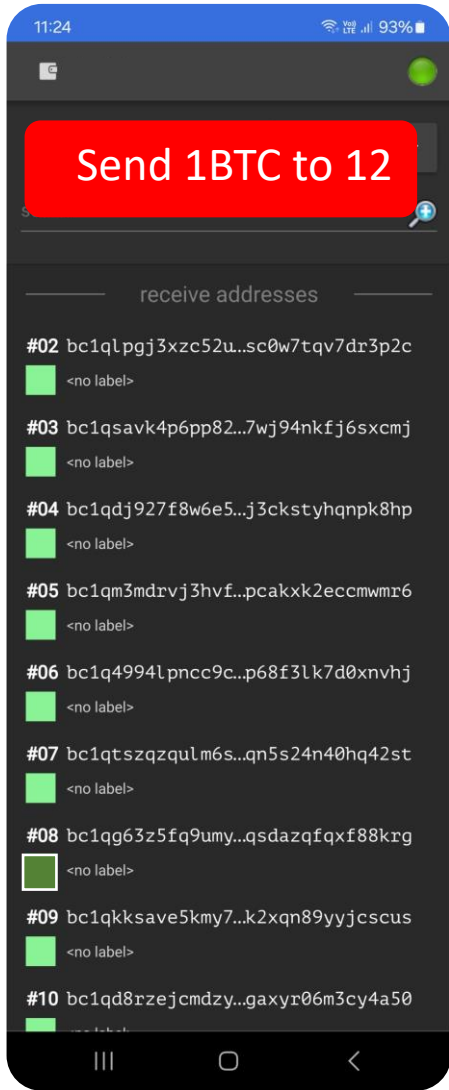 11:24
Vo)) LTE 93%
Send 1BTC to 12
receive addresses
#02 bc1qlpgj3xzc52u…sc0w7tqv7dr3p2c
<no label>
#03 bc1qsavk4p6pp82…7wj94nkfj6sxcmj
<no label>
#04 bc1qdj927f8w6e5…j3ckstyhqnpk8hp
<no label>
#05 bc1qm3mdrvj3hvf…pcakxk2eccmwmr6
<no label>
#06 bc1q4994lpncc9c…p68f3lk7d0xnvhj
<no label>
#07 bc1qtszqzqulm6s…qn5s24n40hq42st
<no label>
#08 bc1qg63z5fq9umy…qsdazqfqxf88krg
<no label>
#09 bc1qkksave5kmy7…k2xqn89yyjcscus
<no label>
#10 bc1qd8rzejcmdzy…gaxyr06m3cy4a50